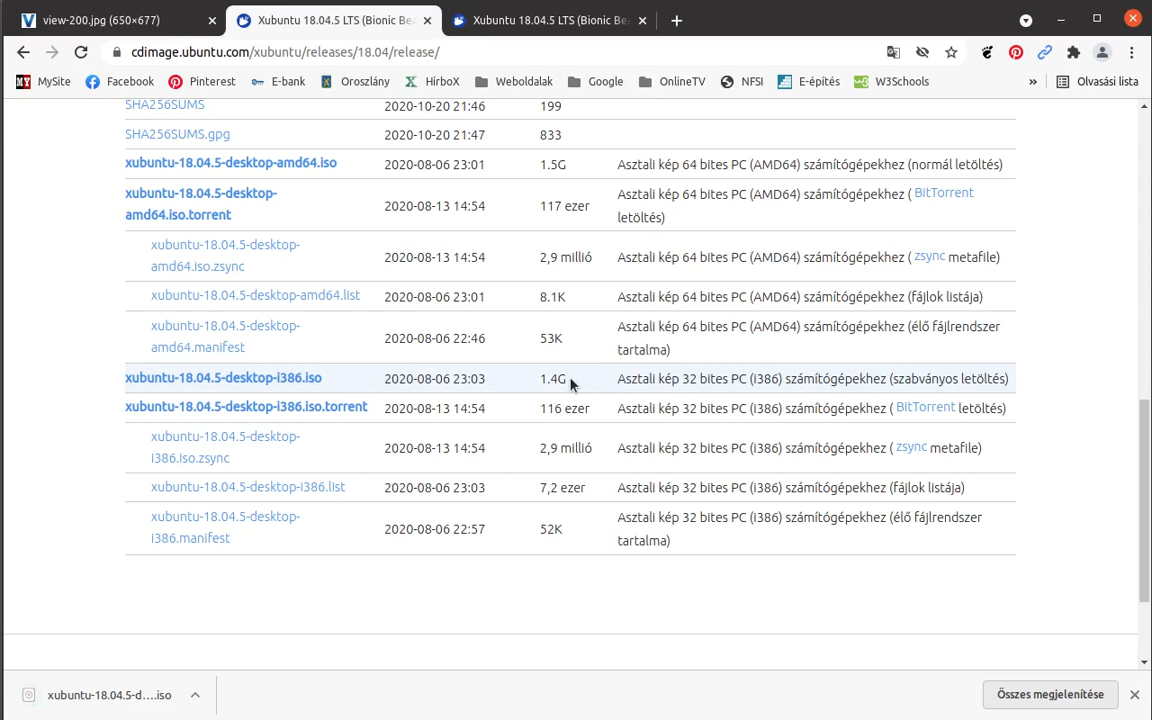 view-200.jpg (650×677)
Xubuntu 18.04.5 LTS (Bionic Be
Xubuntu 18.04.5 LTS (Bionic Be
cdimage.ubuntu.com/xubuntu/releases/18.04/release/
MySite Facebook Pinterest E-bank Oroszlány HírboX Weboldalak Google OnlineTV NFSI E-építés W3Schools » Olvasási lista
SHA256SUMS 2020-10-20 21:46 199
SHA256SUMS.gpg 2020-10-20 21:47 833
xubuntu-18.04.5-desktop-amd64.iso 2020-08-06 23:01 1.5G Asztali kép 64 bites PC (AMD64) számítógépekhez (normál letöltés)
xubuntu-18.04.5-desktop-
amd64.iso.torrent
2020-08-13 14:54 117 ezer
Asztali kép 64 bites PC (AMD64) számítógépekhez ( BitTorrent
letöltés)
xubuntu-18.04.5-desktop-
amd64.iso.zsync
2020-08-13 14:54 2,9 millió Asztali kép 64 bites PC (AMD64) számítógépekhez ( zsync metafile)
xubuntu-18.04.5-desktop-amd64.list 2020-08-06 23:01 8.1K Asztali kép 64 bites PC (AMD64) számítógépekhez (fájlok listája)
xubuntu-18.04.5-desktop-
amd64.manifest
2020-08-06 22:46 53K
Asztali kép 64 bites PC (AMD64) számítógépekhez (élő fájlrendszer
tartalma)
xubuntu-18.04.5-desktop-i386.iso 2020-08-06 23:03 1.4G Asztali kép 32 bites PC (i386) számítógépekhez (szabványos letöltés)
xubuntu-18.04.5-desktop-i386.iso.torrent 2020-08-13 14:54 116 ezer Asztali kép 32 bites PC (i386) számítógépekhez ( BitTorrent letöltés)
xubuntu-18.04.5-desktop-
i386.iso.zsync
2020-08-13 14:54 2,9 millió Asztali kép 32 bites PC (i386) számítógépekhez ( zsync metafile)
xubuntu-18.04.5-desktop-i386.list 2020-08-06 23:03 7,2 ezer Asztali kép 32 bites PC (i386) számítógépekhez (fájlok listája)
xubuntu-18.04.5-desktop-
i386.manifest
2020-08-06 22:57 52K
Asztali kép 32 bites PC (i386) számítógépekhez (élő fájlrendszer
tartalma)
xubuntu-18.04.5-d....iso
Összes megjelenítése